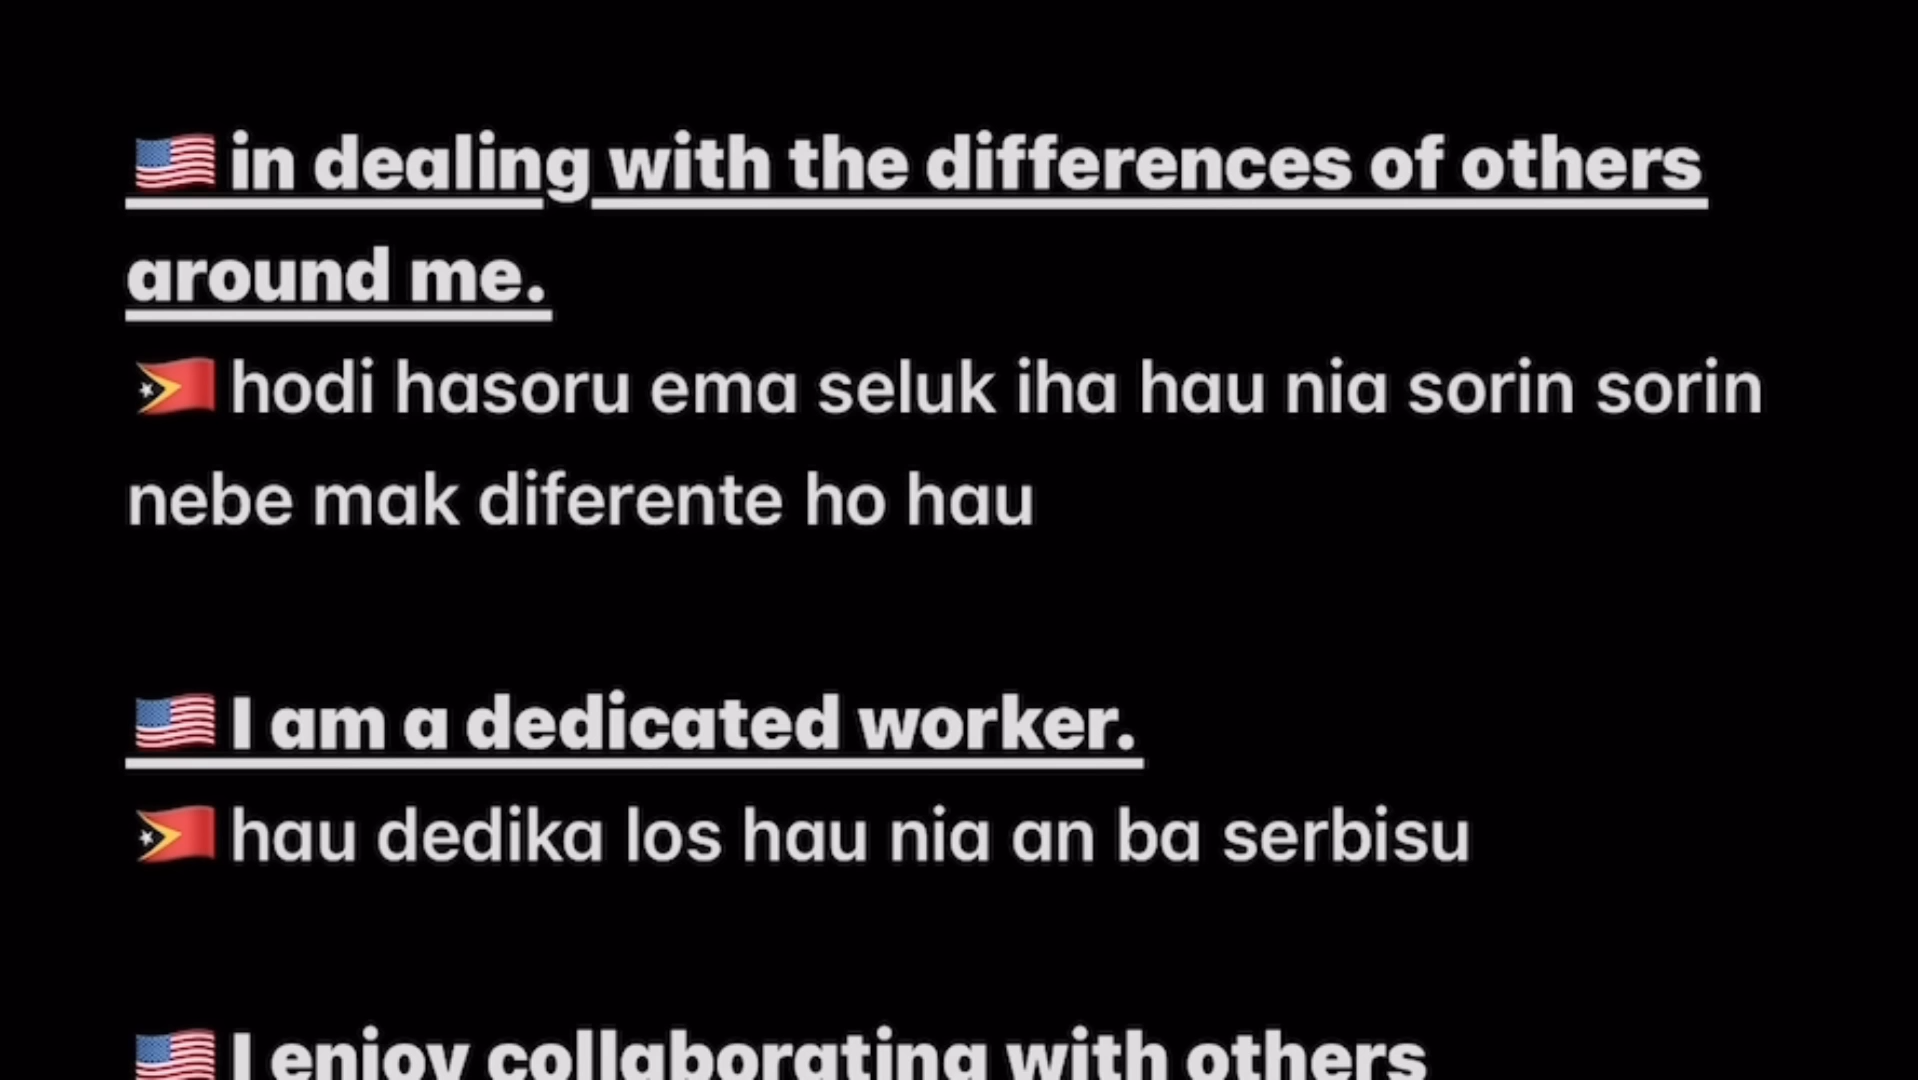 🇺🇸 in dealing with the differences of others
around me.
🇹🇱 hodi hasoru ema seluk iha hau nia sorin sorin
nebe mak diferente ho hau
🇺🇸 I am a dedicated worker.
🇹🇱 hau dedika los hau nia an ba serbisu
🇺🇸 I enjoy collaborating with others